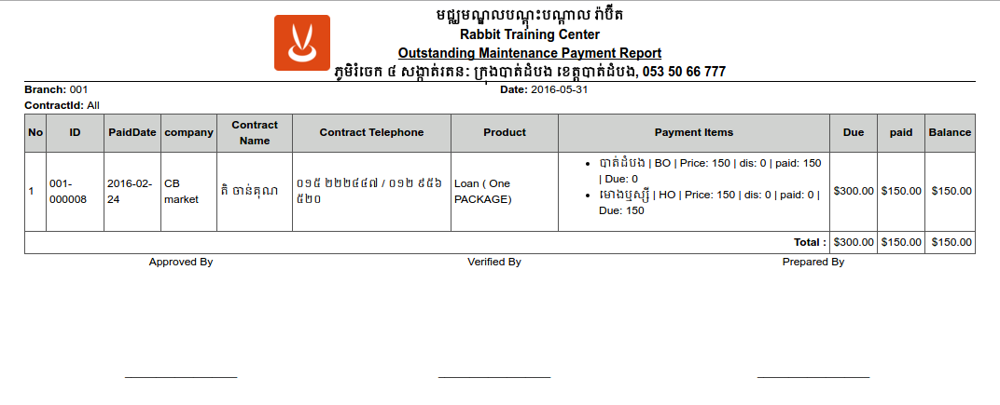 មជ្ឈមណ្ឌលបណ្តុះបណ្តាល រ៉ាប៊ីត
Rabbit Training Center
Outstanding Maintenance Payment Report
ភូមិរំចេក ៤ សង្កាត់រតនៈ ក្រុងបាត់ដំបង ខេត្តបាត់ដំបង, 053 50 66 777
Branch: 001 Date: 2016-05-31
ContractId: All
No ID PaidDate company Contract Name Contract Telephone Product Payment Items Due paid Balance
1 001-000008 2016-02-24 CB market តិ ចាន់គុណ ០១៥ ២២២៤៤៧ / ០១២ ៩៥៦ ៥២០ Loan ( One PACKAGE)
• បាត់ដំបង | BO | Price: 150 | dis: 0 | paid: 150
| Due: 0
• មោងឬស្សី | HO | Price: 150 | dis: 0 | paid: 0 |
Due: 150
$300.00 $150.00 $150.00
Total : $300.00 $150.00 $150.00
Approved By Verified By Prepared By